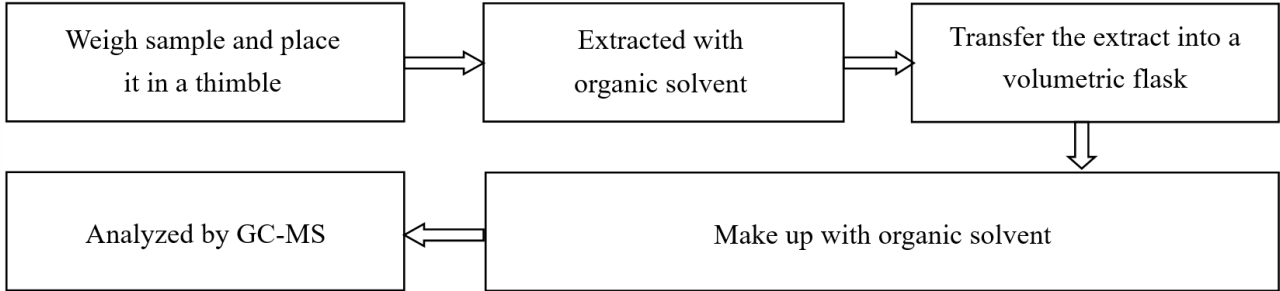 Weigh sample and place
it in a thimble
Extracted with
organic solvent
Transfer the extract into a
volumetric flask
Make up with organic solvent
Analyzed by GC-MS